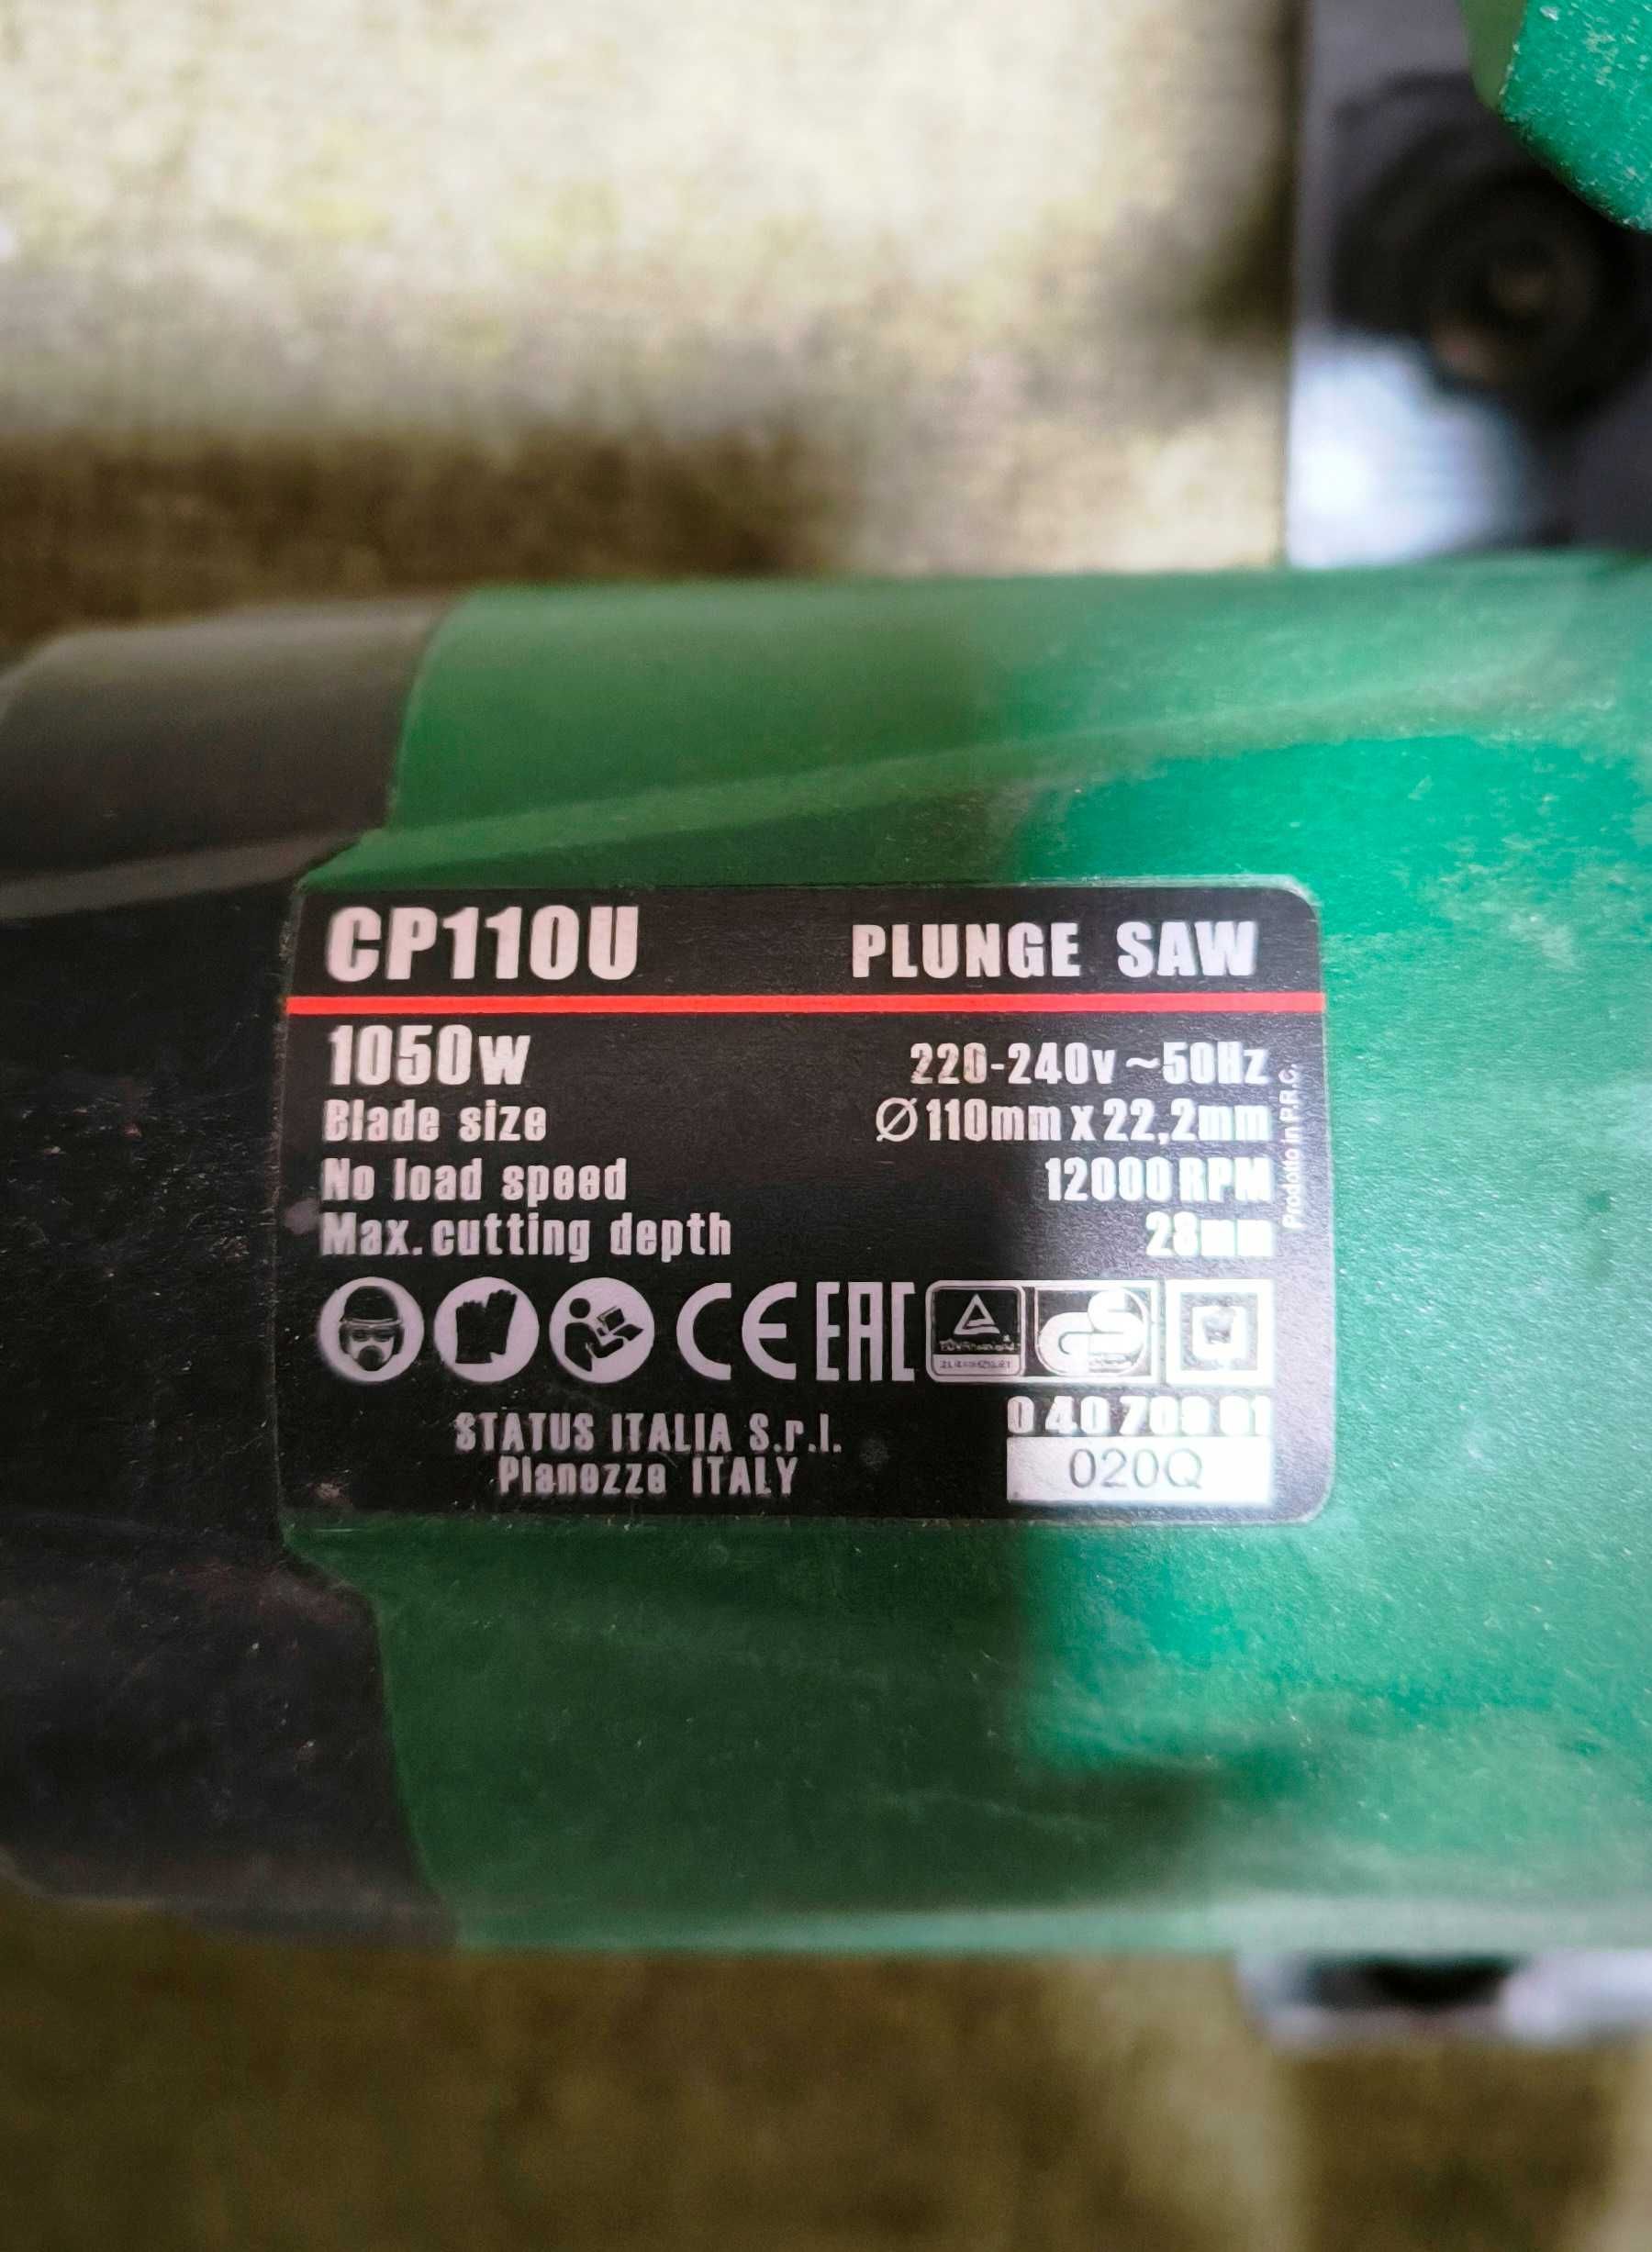 CP110U PLUNGE SAW
1050w 220-240v ~50Hz
Blade size Ø110mm x 22,2mm
No load speed 12000 RPM
Max. cutting depth 28mm
Prodotto in P.R.C.
CE EAC GS
STATUS ITALIA S.r.l.
Pianezze ITALY
020Q